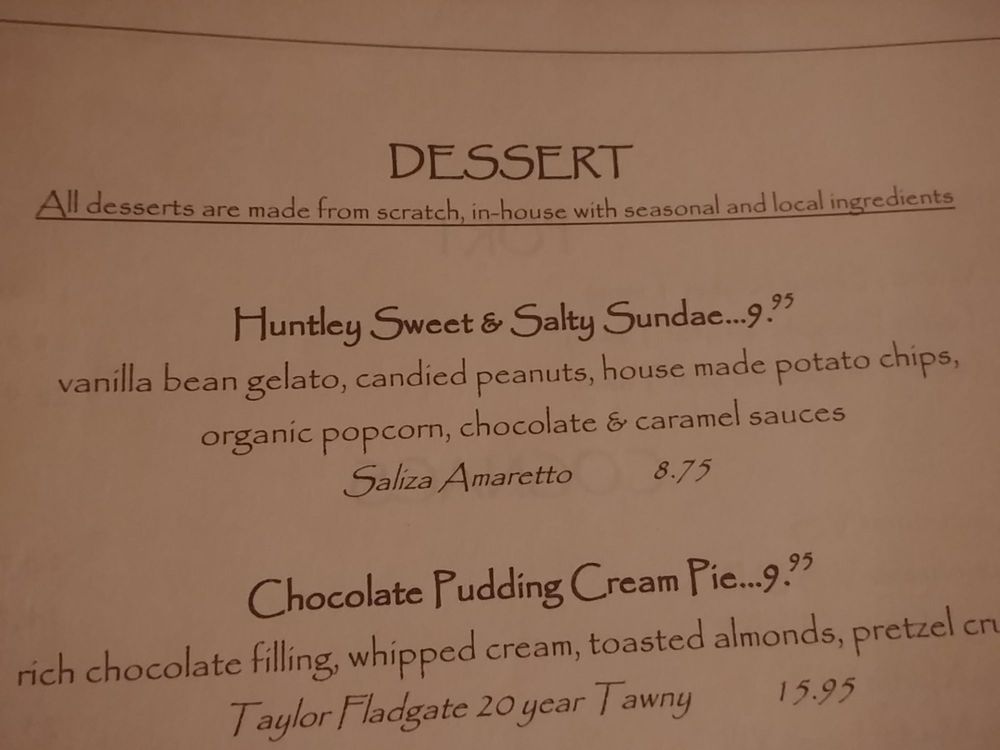 DESSERT
All desserts are made from scratch, in-house with seasonal and local ingredients
Huntley Sweet & Salty Sundae...9.95
vanilla bean gelato, candied peanuts, house made potato chips,
organic popcorn, chocolate & caramel sauces
Saliza Amaretto 8.75
Chocolate Pudding Cream Pie...9.95
rich chocolate filling, whipped cream, toasted almonds, pretzel
Taylor Fladgate 20 year Tawny 15.95